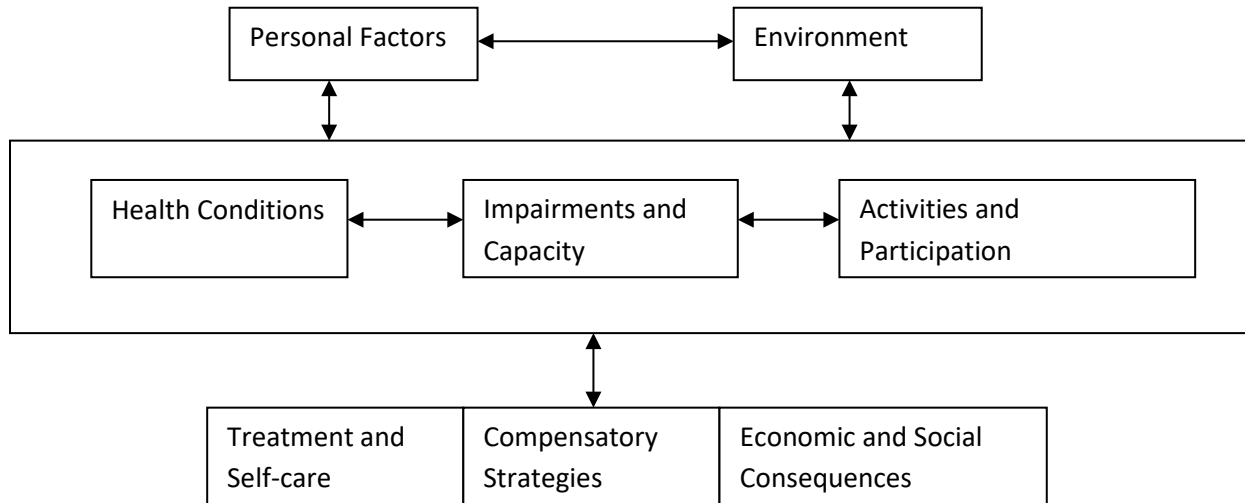 Personal Factors
Environment
Health Conditions
Impairments and
Capacity
Activities and
Participation
Treatment and
Self-care
Compensatory
Strategies
Economic and Social
Consequences